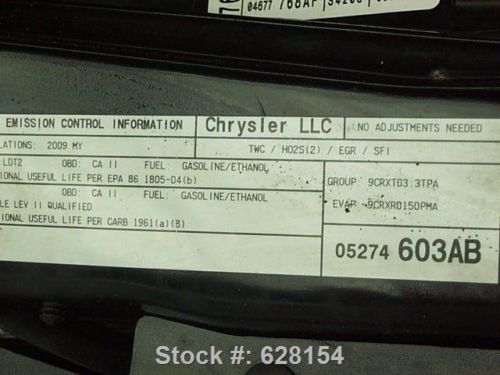 04677 768AP
EMISSION CONTROL INFORMATION Chrysler LLC NO ADJUSTMENTS NEEDED
LATIONS: 2009 MY TWC / HO2S(2) / EGR / SFI
LDT2 OBD: CA II FUEL: GASOLINE/ETHANOL
IONAL USEFUL LIFE PER EPA 86 1805-04(b)
OBD: CA II FUEL: GASOLINE/ETHANOL
LE LEV II QUALIFIED
IONAL USEFUL LIFE PER CARB 1961(a)(B)
GROUP: 9CRXT03.3TPA
EVAP: 9CRXR0150PMA
05274 603AB
Stock #: 628154